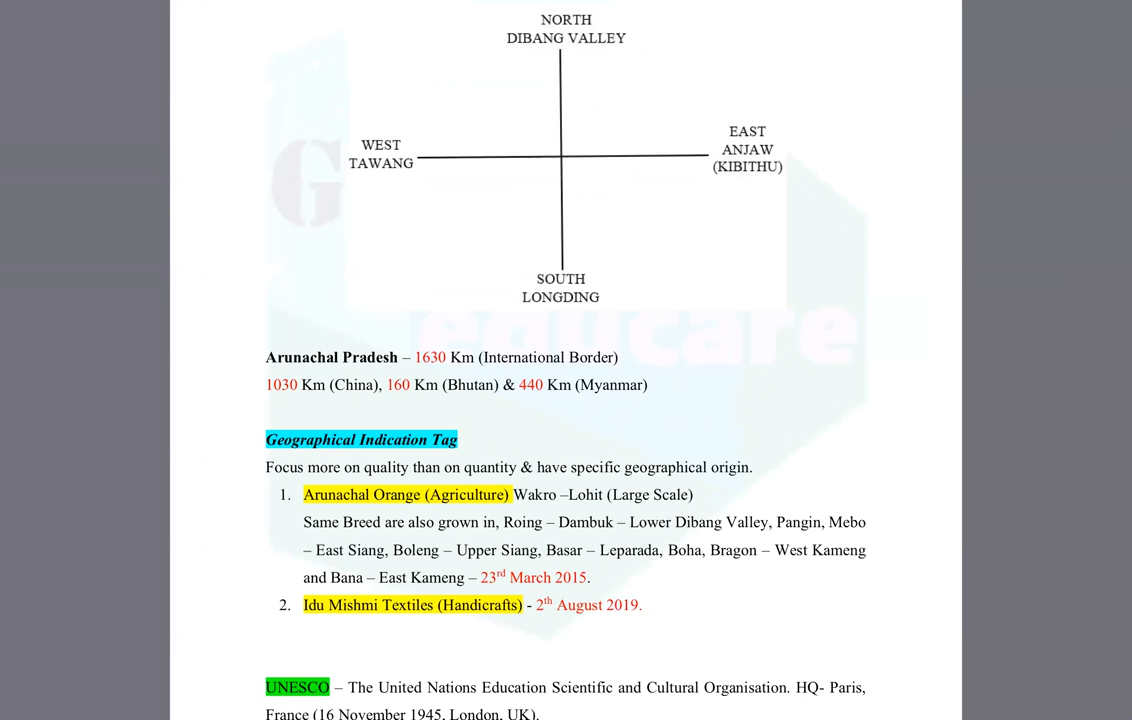 NORTH
DIBANG VALLEY
WEST
TAWANG
EAST
ANJAW
(KIBITHU)
SOUTH
LONGDING
G
educare
Arunachal Pradesh – 1630 Km (International Border)
1030 Km (China), 160 Km (Bhutan) & 440 Km (Myanmar)
Geographical Indication Tag
Focus more on quality than on quantity & have specific geographical origin.
1. Arunachal Orange (Agriculture) Wakro –Lohit (Large Scale)
Same Breed are also grown in, Roing – Dambuk – Lower Dibang Valley, Pangin, Mebo
– East Siang, Boleng – Upper Siang, Basar – Leparada, Boha, Bragon – West Kameng
and Bana – East Kameng – 23rd March 2015.
2. Idu Mishmi Textiles (Handicrafts) - 2th August 2019.
UNESCO – The United Nations Education Scientific and Cultural Organisation. HQ- Paris,
France (16 November 1945, London, UK).